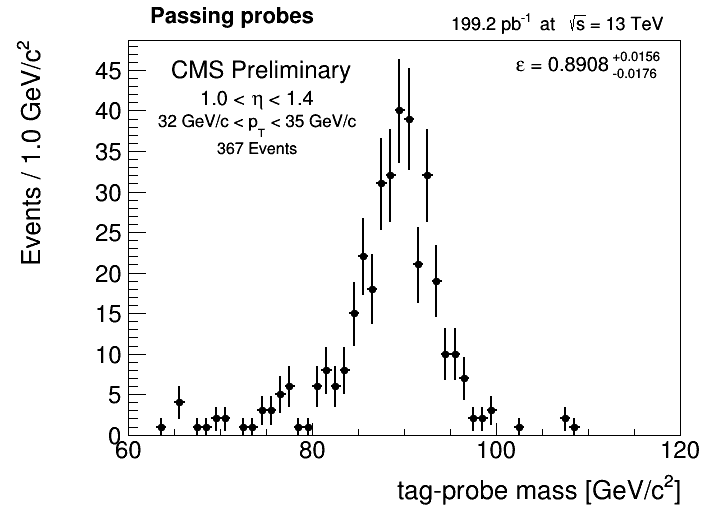 Passing probes
199.2 pb⁻¹ at √s = 13 TeV
CMS Preliminary
1.0 < η < 1.4
32 GeV/c < p_T < 35 GeV/c
367 Events
ε = 0.8908 +0.0156 -0.0176
Events / 1.0 GeV/c²
45
40
35
30
25
20
15
10
5
0
60 80 100 120
tag-probe mass [GeV/c²]